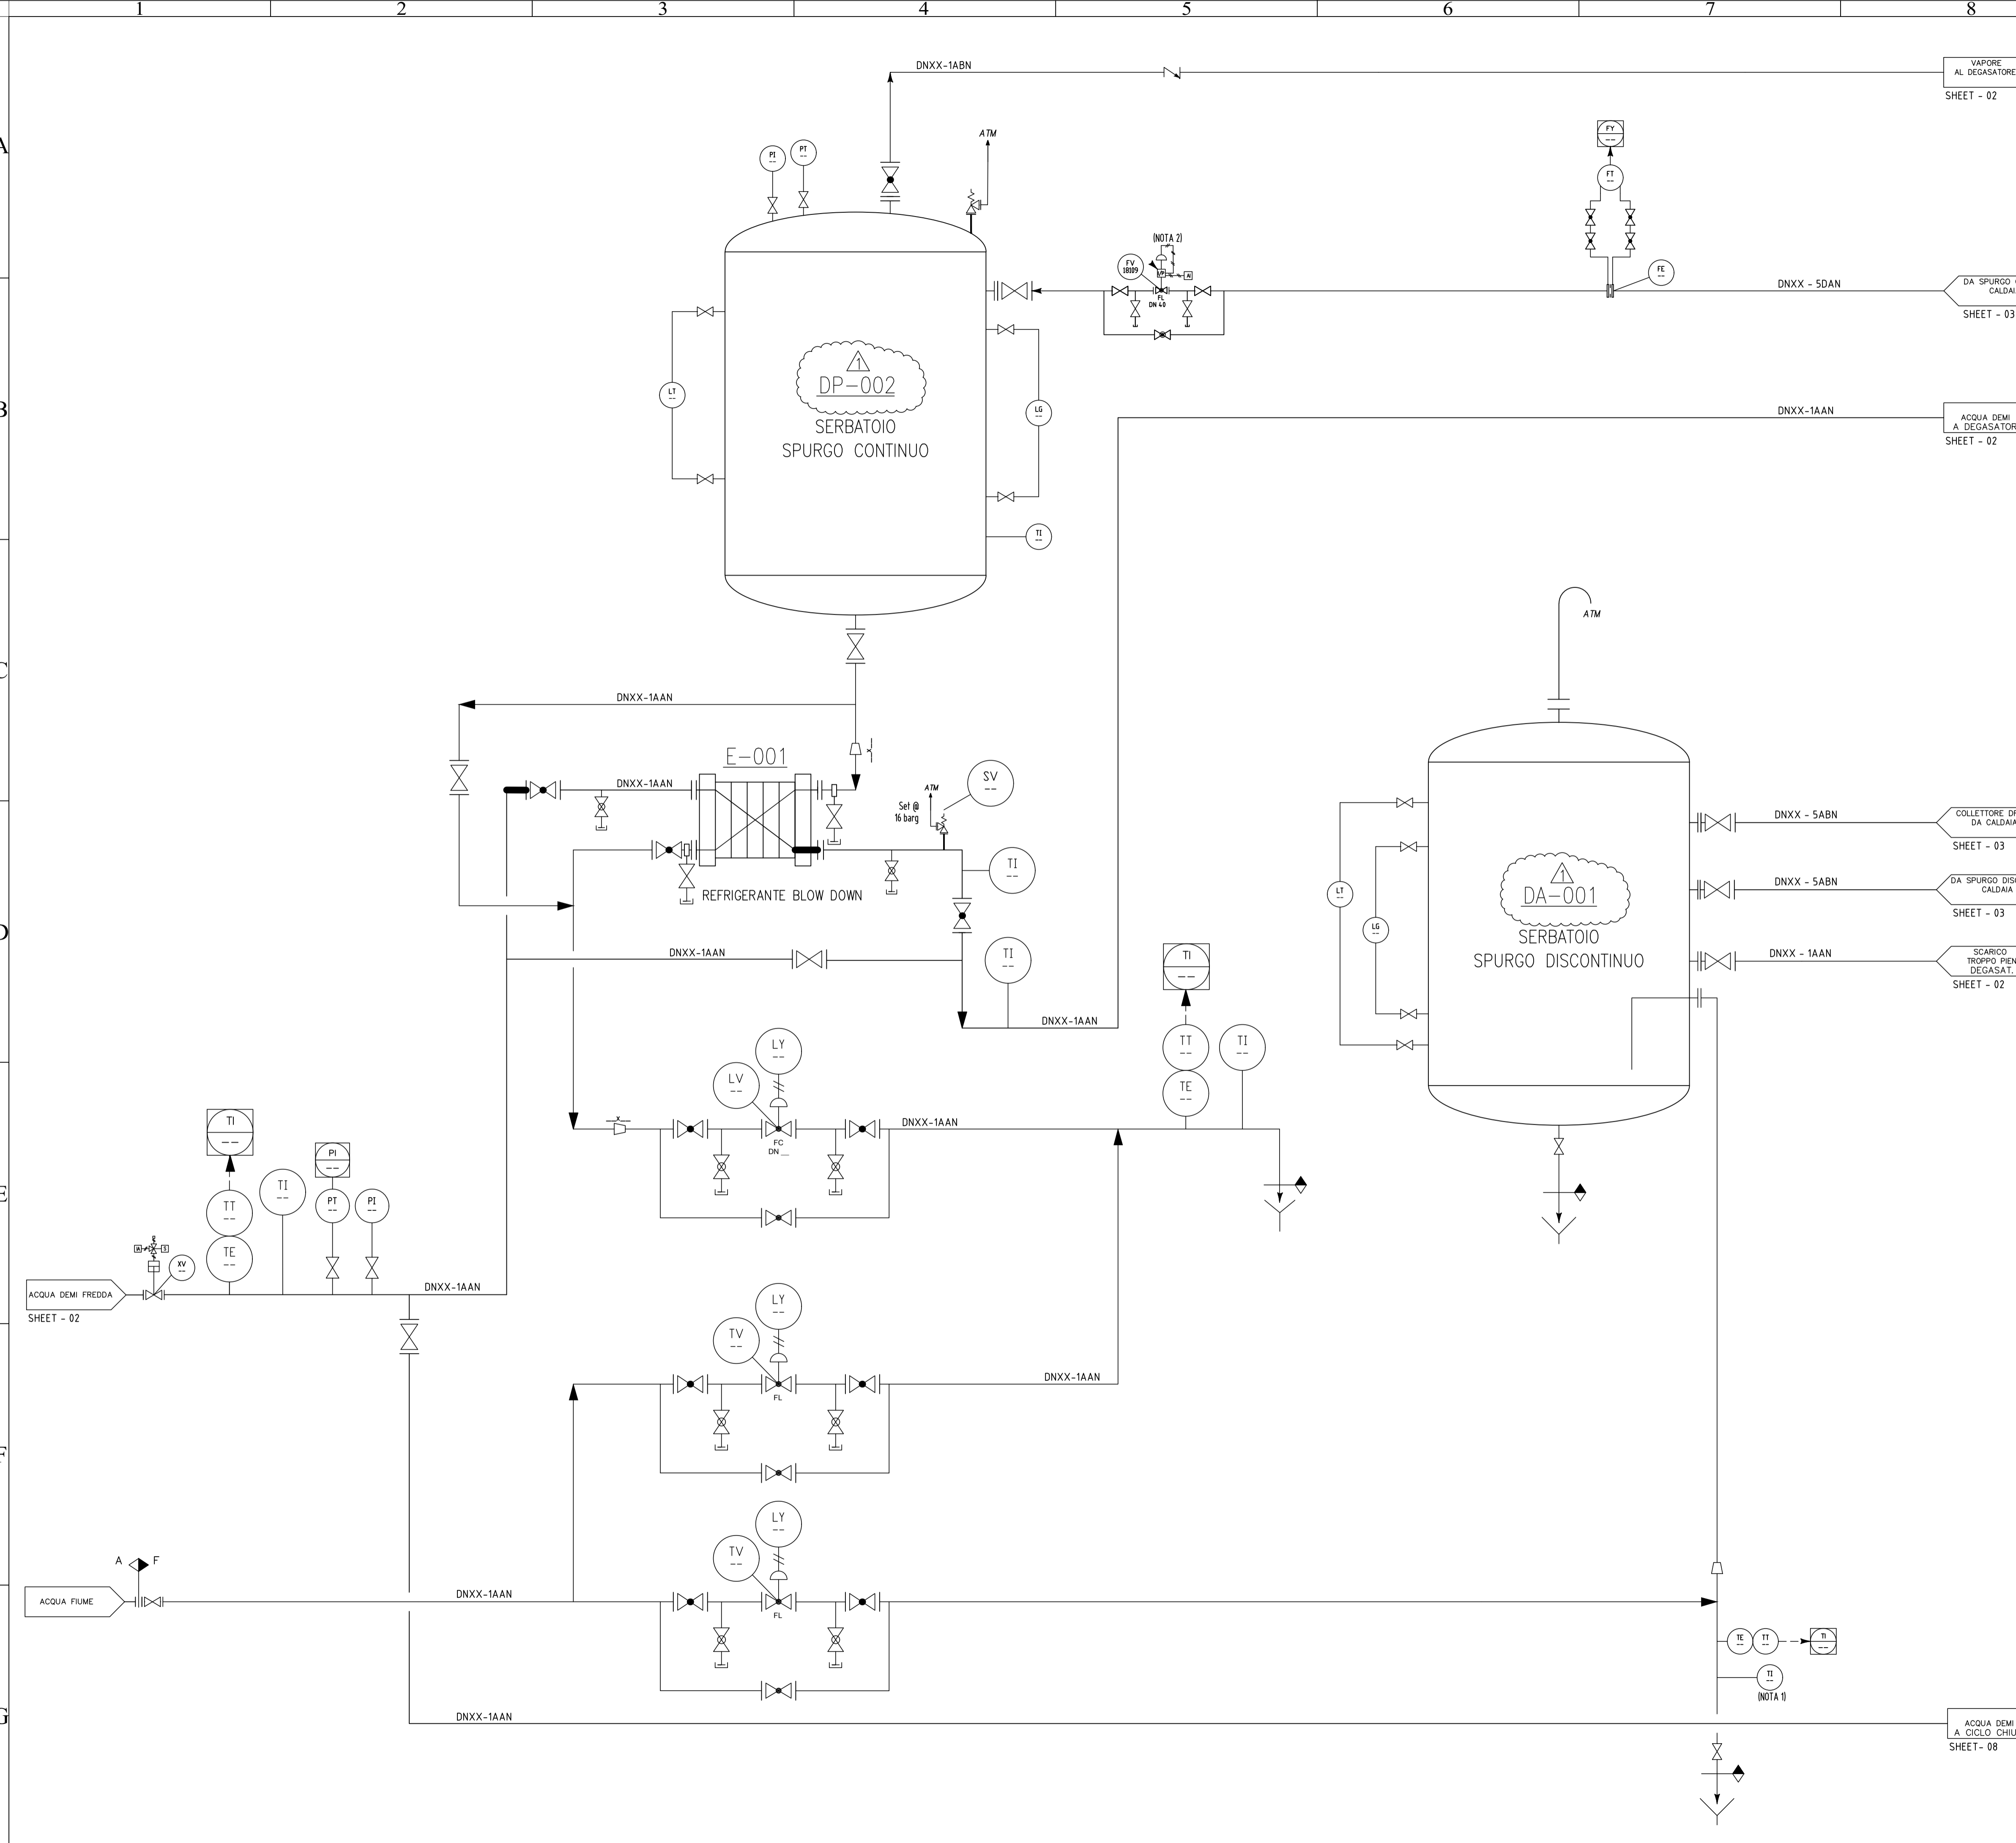 1 2 3 4 5 6 7 8
A
B
C
D
E
F
G
DNXX-1ABN
VAPORE
AL DEGASATORE
SHEET - 02
ATM
PI
--
PT
--
FY
--
FT
--
FE
--
(NOTA 2)
FV
18109
FL
DN 40
DNXX - 5DAN
DA SPURGO
SHEET - 03
1
DP-002
SERBATOIO
SPURGO CONTINUO
LT
--
LG
--
TI
--
DNXX-1AAN
ACQUA DEMI
SHEET - 02
ATM
DNXX-1AAN
E-001
X
DNXX-1AAN
REFRIGERANTE BLOW DOWN
Set @
16 barg
ATM
SV
--
TI
--
TI
--
DNXX-1AAN
DNXX-1AAN
DNXX - 5ABN
COLLETTORE
DA CALDAIA
SHEET - 03
DNXX - 5ABN
DA SPURGO
CALDAIA
SHEET - 03
DNXX - 1AAN
SCARICO
TROPPO
DEGASAT.
SHEET - 02
1
DA-001
SERBATOIO
SPURGO DISCONTINUO
LT
--
LG
--
TI
--
TT
--
TE
--
TI
--
LY
--
LV
--
X
FC
DN __
DNXX-1AAN
TI
--
TT
--
TE
--
TI
--
PI
--
PT
--
PI
--
IA
S
XV
--
ACQUA DEMI FREDDA
SHEET - 02
DNXX-1AAN
LY
--
TV
--
FL
DNXX-1AAN
LY
--
TV
--
FL
A F
ACQUA FIUME
DNXX-1AAN
TE
--
TT
--
TI
--
TI
--
(NOTA 1)
DNXX-1AAN
ACQUA DEMI
A CICLO
SHEET- 08